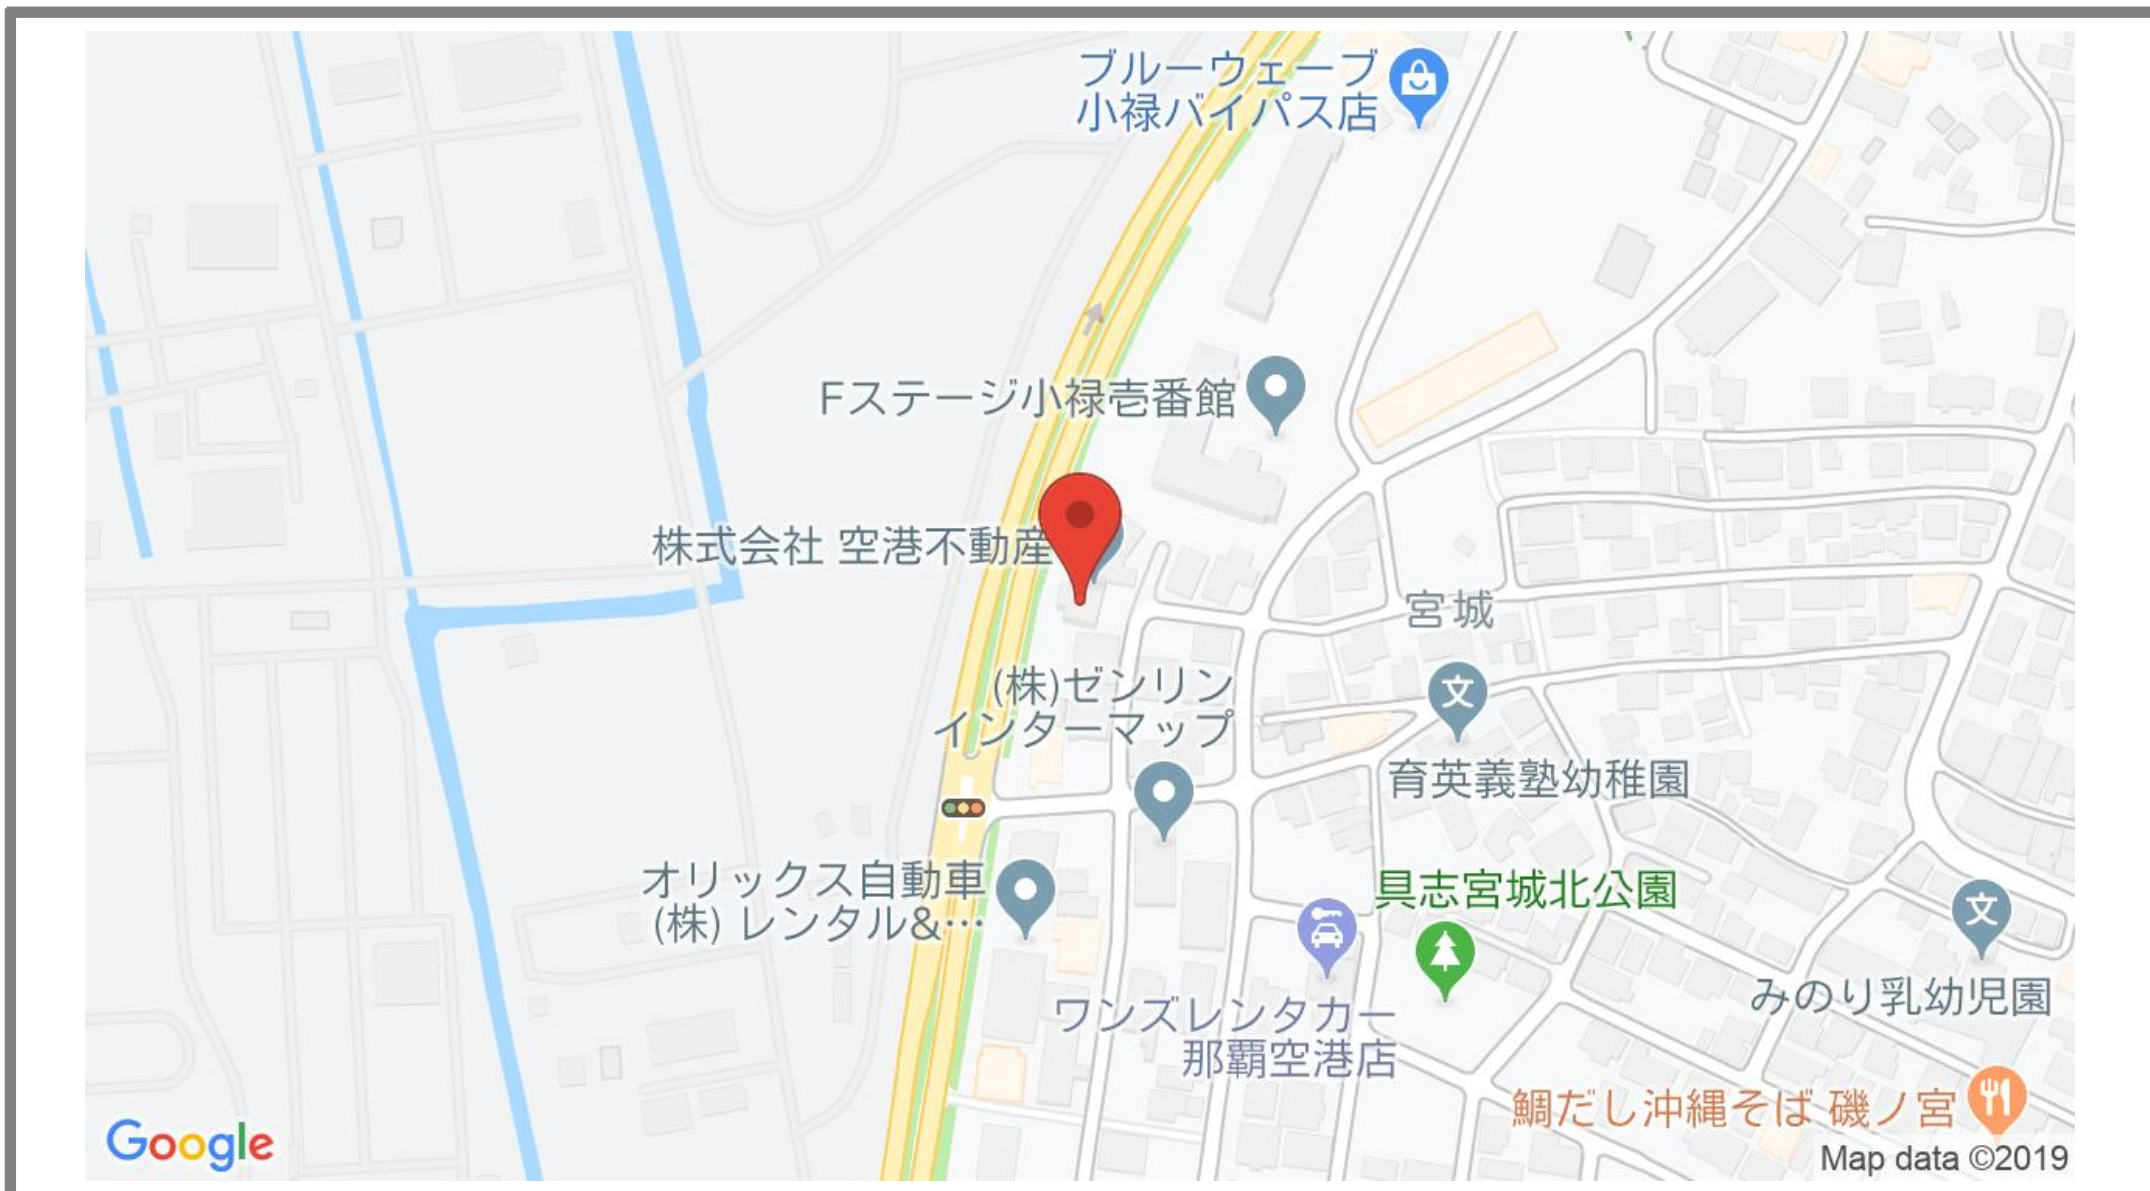 ブルーウェーブ
小禄バイパス店
Fステージ小禄壱番館
株式会社 空港不動産
宮城
(株)ゼンリン
インターマップ
文
育英義塾幼稚園
オリックス自動車
(株) レンタル&…
具志宮城北公園
文
みのり乳幼児園
ワンズレンタカー
那覇空港店
鯛だし沖縄そば 磯ノ宮
Google
Map data ©2019